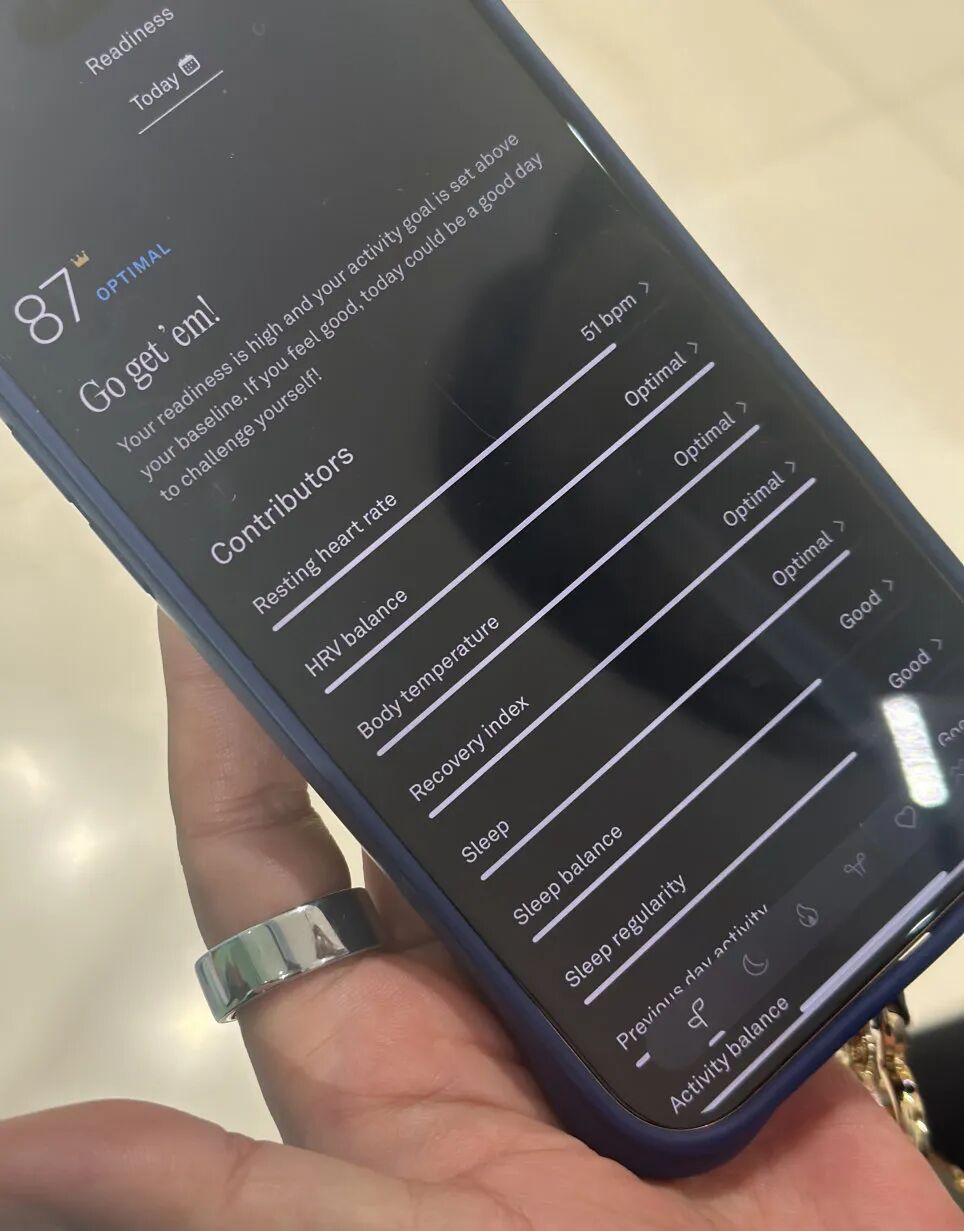 Readiness
Today
87 OPTIMAL
Go get 'em!
Your readiness is high and your activity goal is set above
your baseline. If you feel good, today could be a good day
to challenge yourself!
Contributors
Resting heart rate 51 bpm
HRV balance Optimal
Body temperature Optimal
Recovery index Optimal
Sleep Optimal
Sleep balance Good
Sleep regularity Good
Previous day activity
Activity balance